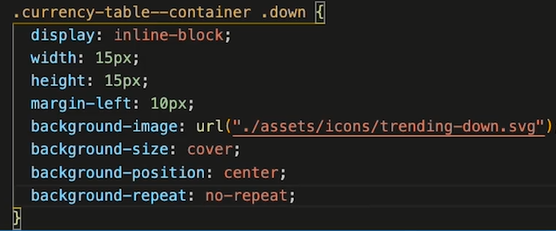 .currency-table--container .down {
display: inline-block;
width: 15px;
height: 15px;
margin-left: 10px;
background-image: url("./assets/icons/trending-down.svg")
background-size: cover;
background-position: center;
background-repeat: no-repeat;
}